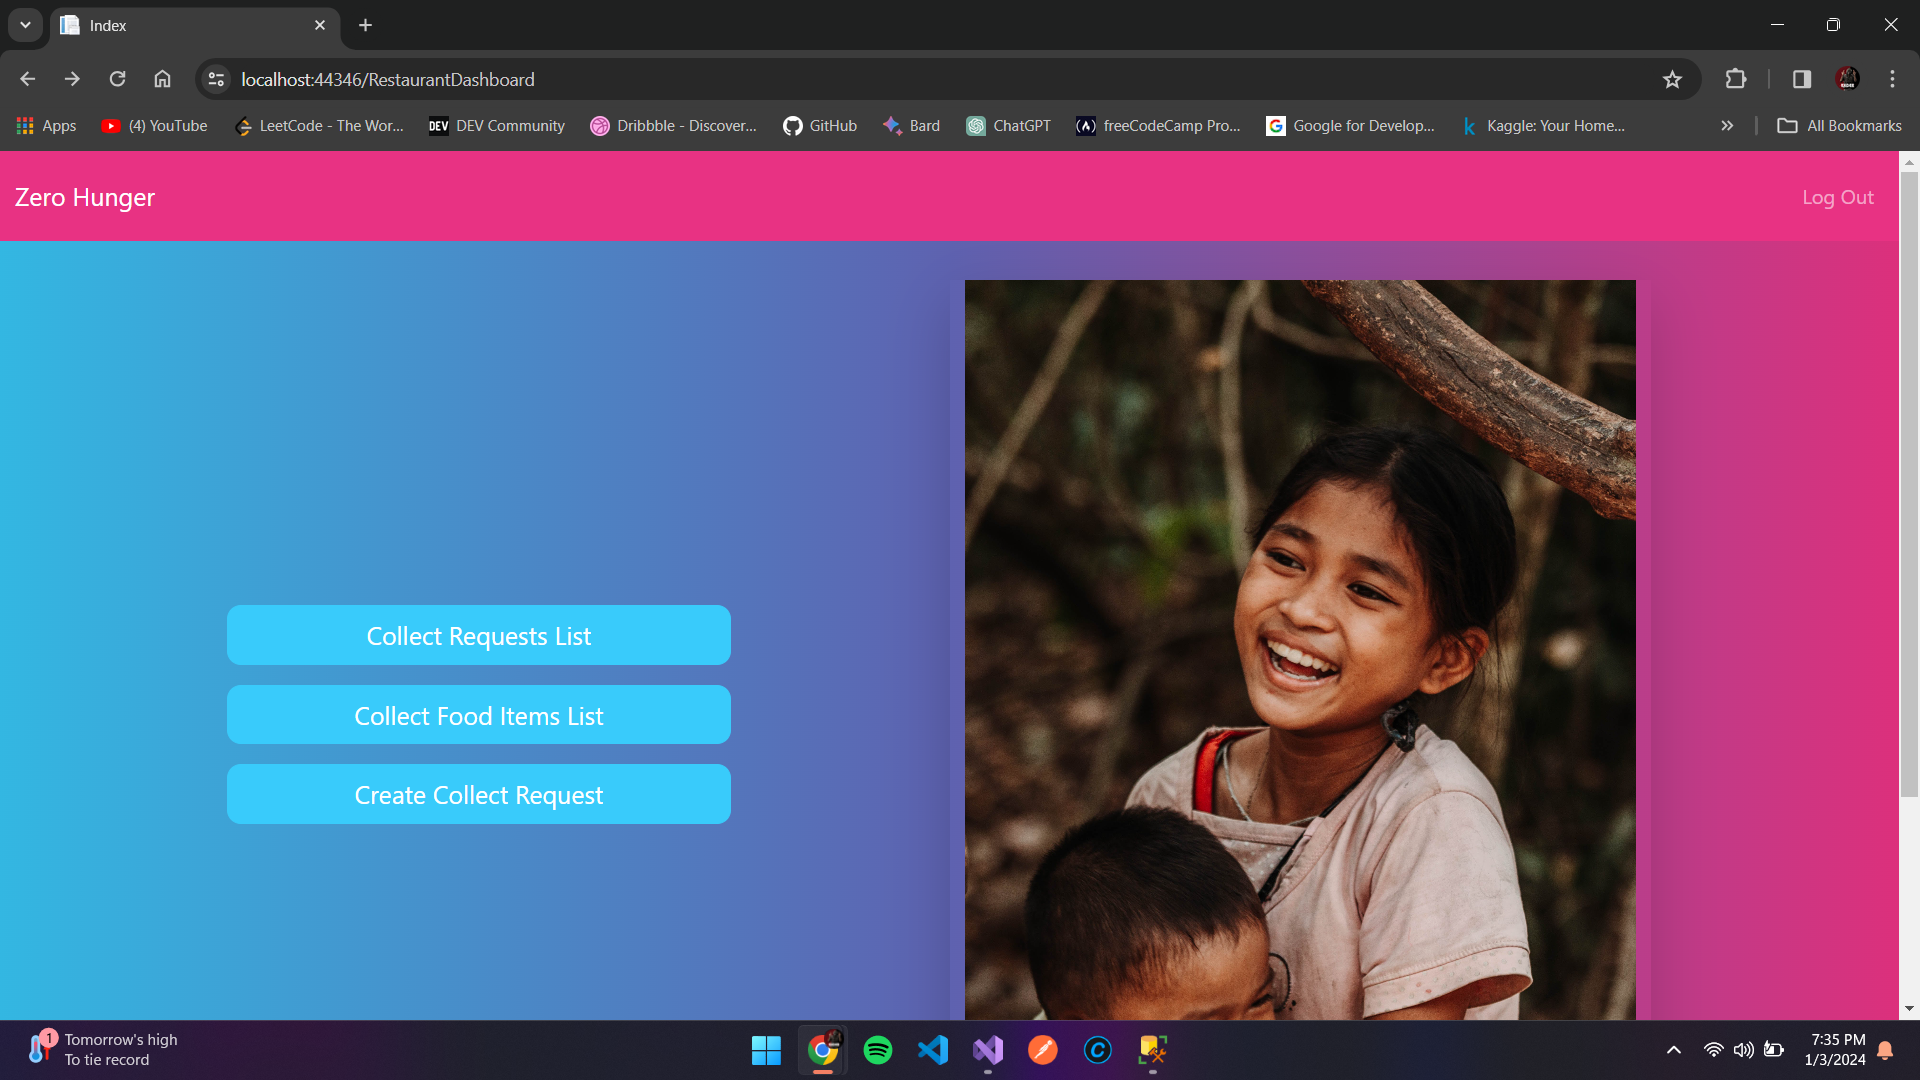 Index
localhost:44346/RestaurantDashboard
Apps
(4) YouTube
LeetCode - The Wor...
DEV
DEV Community
Dribbble - Discover...
GitHub
Bard
ChatGPT
freeCodeCamp Pro...
Google for Develop...
Kaggle: Your Home...
All Bookmarks
Zero Hunger
Log Out
Collect Requests List
Collect Food Items List
Create Collect Request
1
Tomorrow's high
To tie record
7:35 PM
1/3/2024